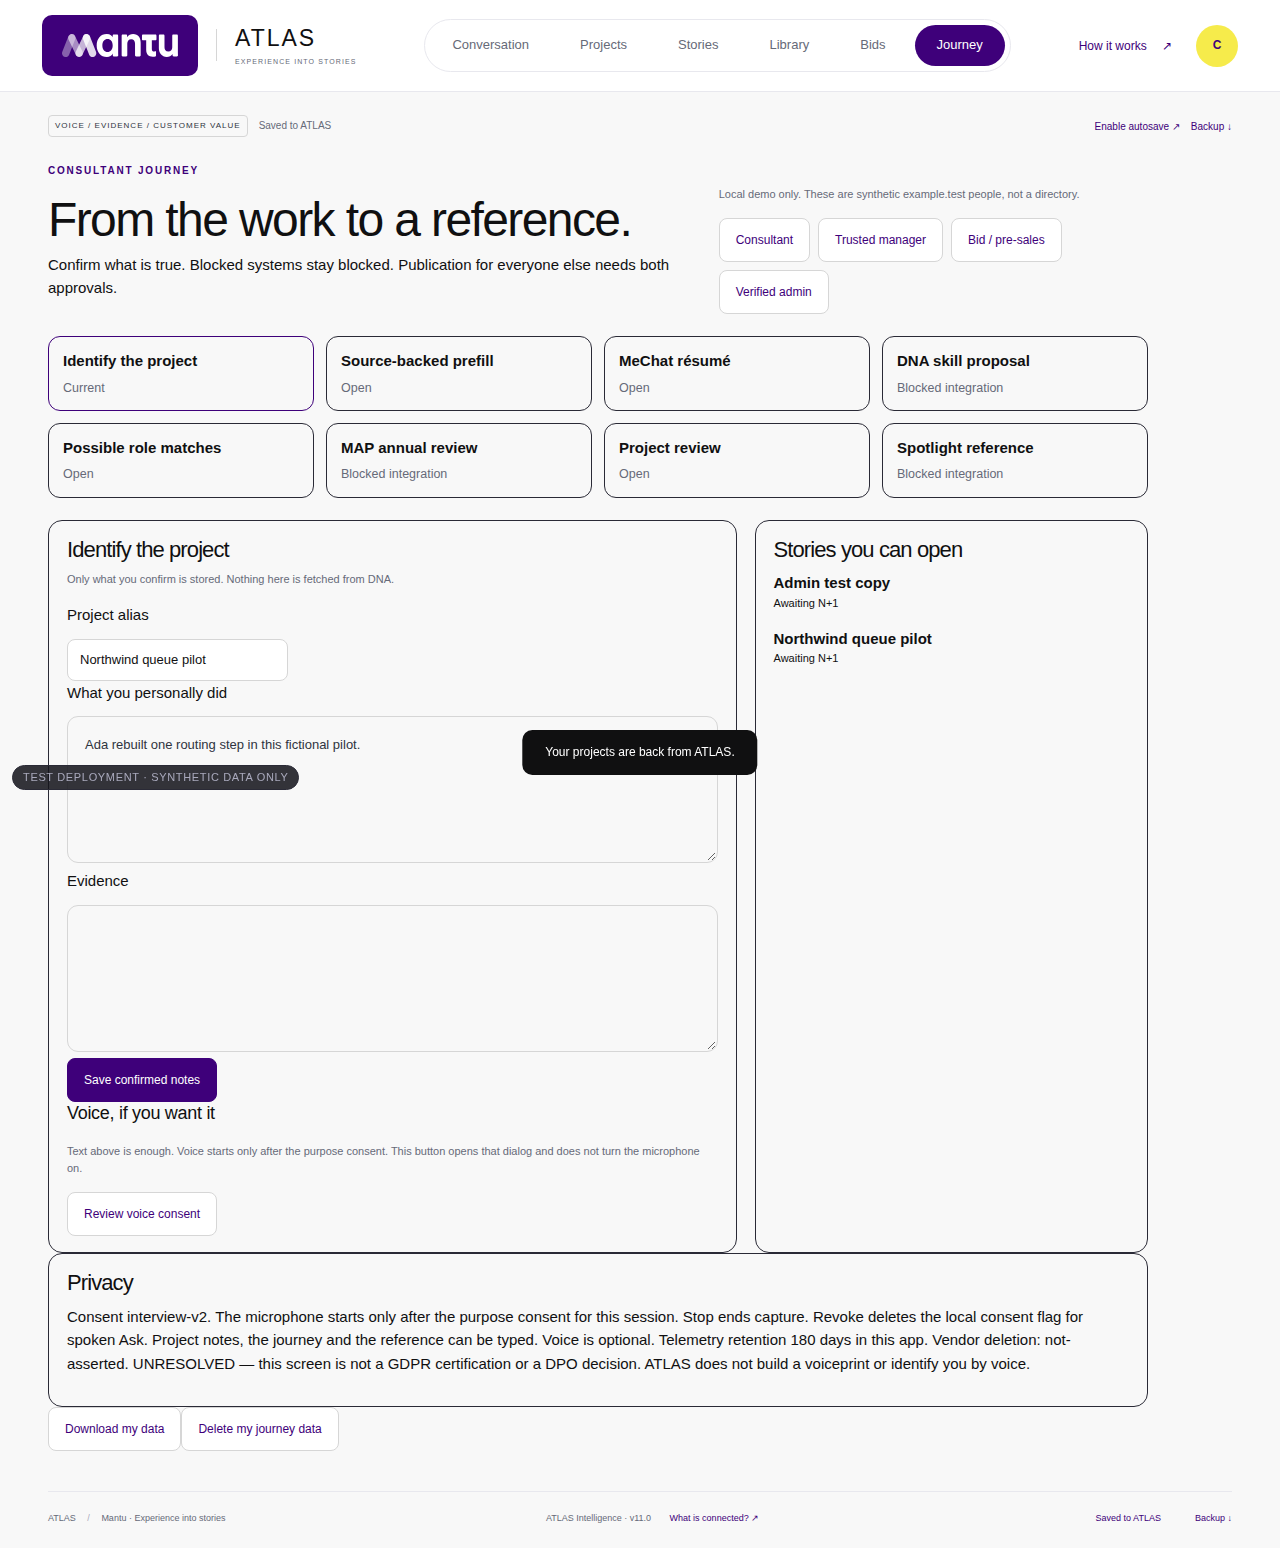 mantu
ATLAS
EXPERIENCE INTO STORIES
Conversation
Projects
Stories
Library
Bids
Journey
How it works ↗
C
VOICE / EVIDENCE / CUSTOMER VALUE
Saved to ATLAS
Enable autosave ↗
Backup ↓
CONSULTANT JOURNEY
From the work to a reference.
Confirm what is true. Blocked systems stay blocked. Publication for everyone else needs both
approvals.
Local demo only. These are synthetic example.test people, not a directory.
Consultant
Trusted manager
Bid / pre-sales
Verified admin
Identify the project
Current
Source-backed prefill
Open
MeChat résumé
Open
DNA skill proposal
Blocked integration
Possible role matches
Open
MAP annual review
Blocked integration
Project review
Open
Spotlight reference
Blocked integration
Identify the project
Only what you confirm is stored. Nothing here is fetched from DNA.
Project alias
Northwind queue pilot
What you personally did
Ada rebuilt one routing step in this fictional pilot.
Your projects are back from ATLAS.
TEST DEPLOYMENT · SYNTHETIC DATA ONLY
Evidence
Save confirmed notes
Voice, if you want it
Text above is enough. Voice starts only after the purpose consent. This button opens that dialog and does not turn the microphone
on.
Review voice consent
Stories you can open
Admin test copy
Awaiting N+1
Northwind queue pilot
Awaiting N+1
Privacy
Consent interview-v2. The microphone starts only after the purpose consent for this session. Stop ends capture. Revoke deletes the local consent flag for
spoken Ask. Project notes, the journey and the reference can be typed. Voice is optional. Telemetry retention 180 days in this app. Vendor deletion: not-
asserted. UNRESOLVED — this screen is not a GDPR certification or a DPO decision. ATLAS does not build a voiceprint or identify you by voice.
Download my data
Delete my journey data
ATLAS / Mantu · Experience into stories
ATLAS Intelligence · v11.0
What is connected? ↗
Saved to ATLAS
Backup ↓